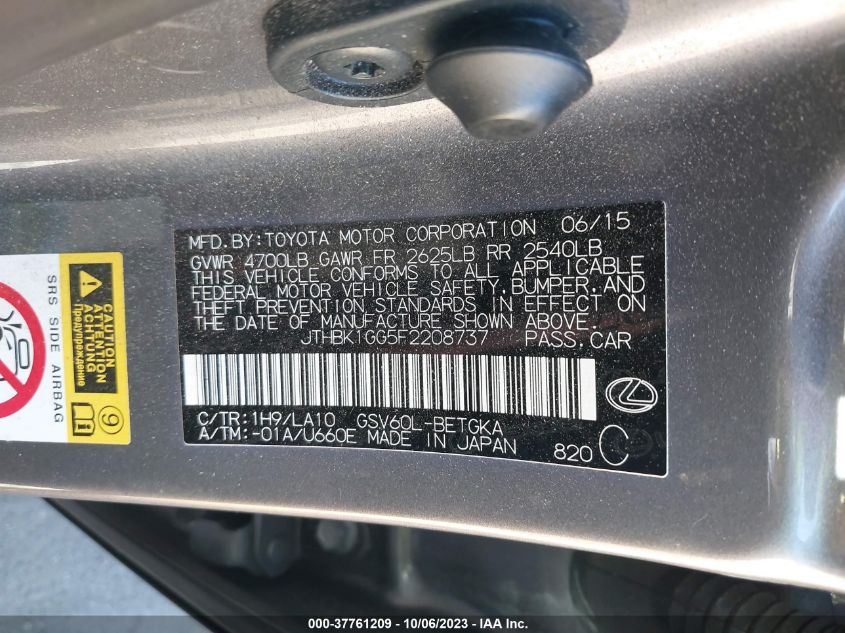 MFD.BY:TOYOTA MOTOR CORPORATION 06/15
GVWR 4700LB GAWR FR 2625LB RR 2540LB
THIS VEHICLE CONFORMS TO ALL APPLICABLE
FEDERAL MOTOR VEHICLE SAFETY.BUMPER.AND
THEFT PREVENTION STANDARDS IN EFFECT ON
THE DATE OF MANUFACTURE SHOWN ABOVE.
JTHBK1GG5F2208737 PASS.CAR
C/TR:1H9/LA10 GSV60L-BETGKA
A/TM:-01A/U660E MADE IN JAPAN 820 C
CAUTION
ATTENTION
ACHTUNG
Предупреждение
SRS SIDE AIRBAG
9
000-37761209 - 10/06/2023 - Copyright IAA, Inc.